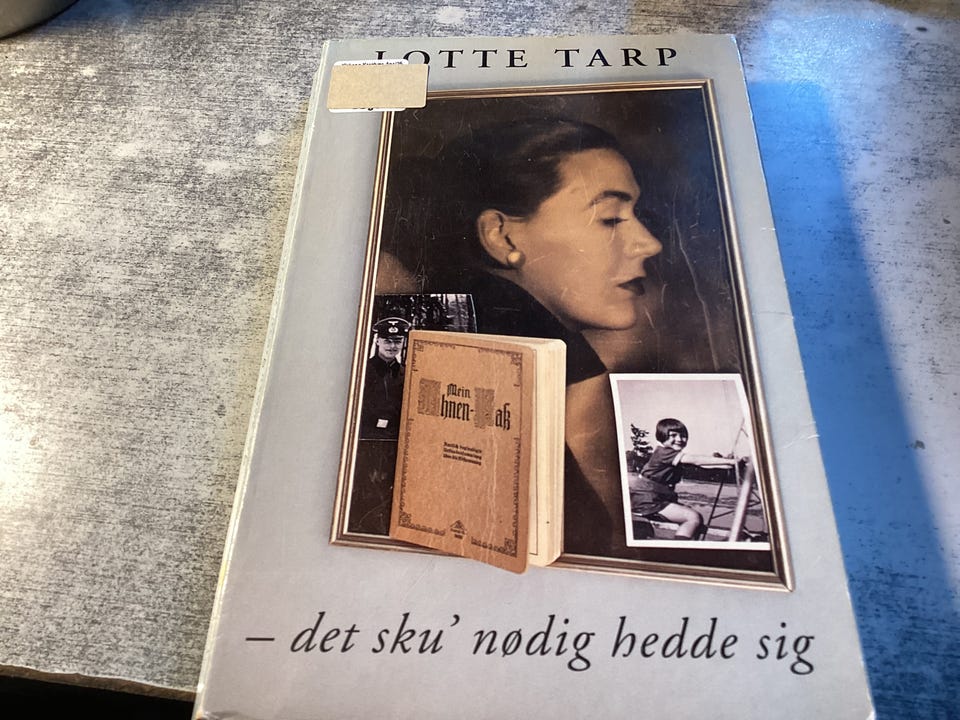 LOTTE TARP
Mein
Ahnen-Paß
– det sku' nødig hedde sig